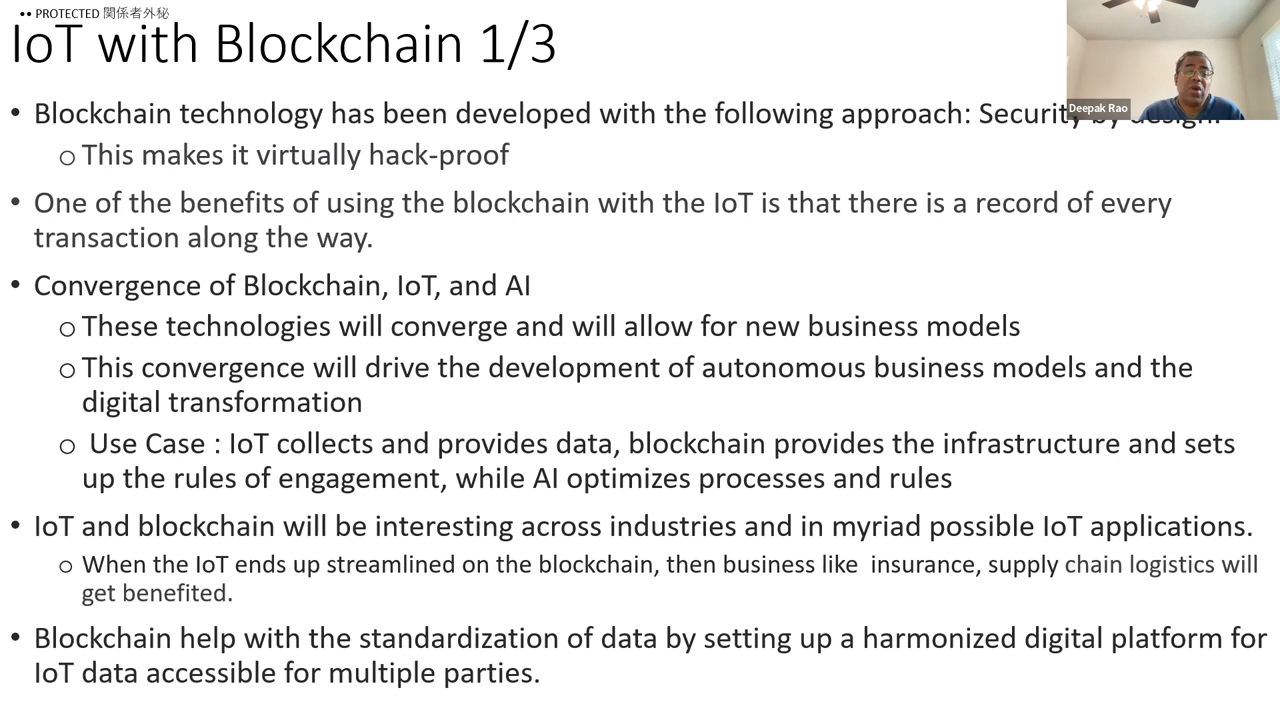 •• PROTECTED 関係者外秘
IoT with Blockchain 1/3
Deepak Rao
• Blockchain technology has been developed with the following approach: Security by design.
o This makes it virtually hack-proof
• One of the benefits of using the blockchain with the IoT is that there is a record of every
transaction along the way.
• Convergence of Blockchain, IoT, and AI
o These technologies will converge and will allow for new business models
o This convergence will drive the development of autonomous business models and the
digital transformation
o Use Case : IoT collects and provides data, blockchain provides the infrastructure and sets
up the rules of engagement, while AI optimizes processes and rules
• IoT and blockchain will be interesting across industries and in myriad possible IoT applications.
o When the IoT ends up streamlined on the blockchain, then business like insurance, supply chain logistics will
get benefited.
• Blockchain help with the standardization of data by setting up a harmonized digital platform for
IoT data accessible for multiple parties.